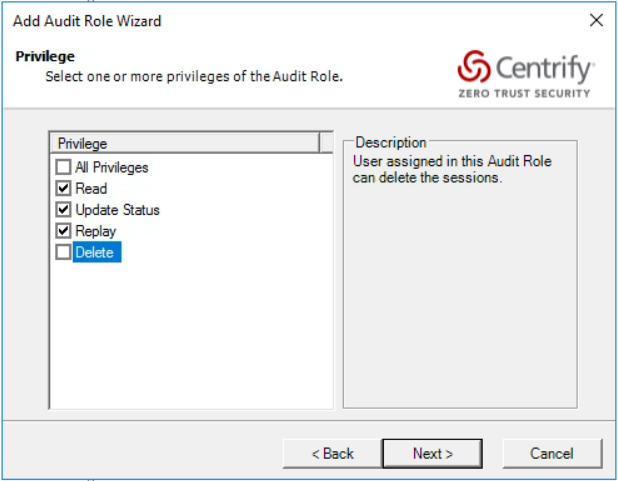 Add Audit Role Wizard
Privilege
Select one or more privileges of the Audit Role.
Centrify
ZERO TRUST SECURITY
Privilege
All Privileges
Read
Update Status
Replay
Delete
Description
User assigned in this Audit Role
can delete the sessions.
< Back
Next >
Cancel